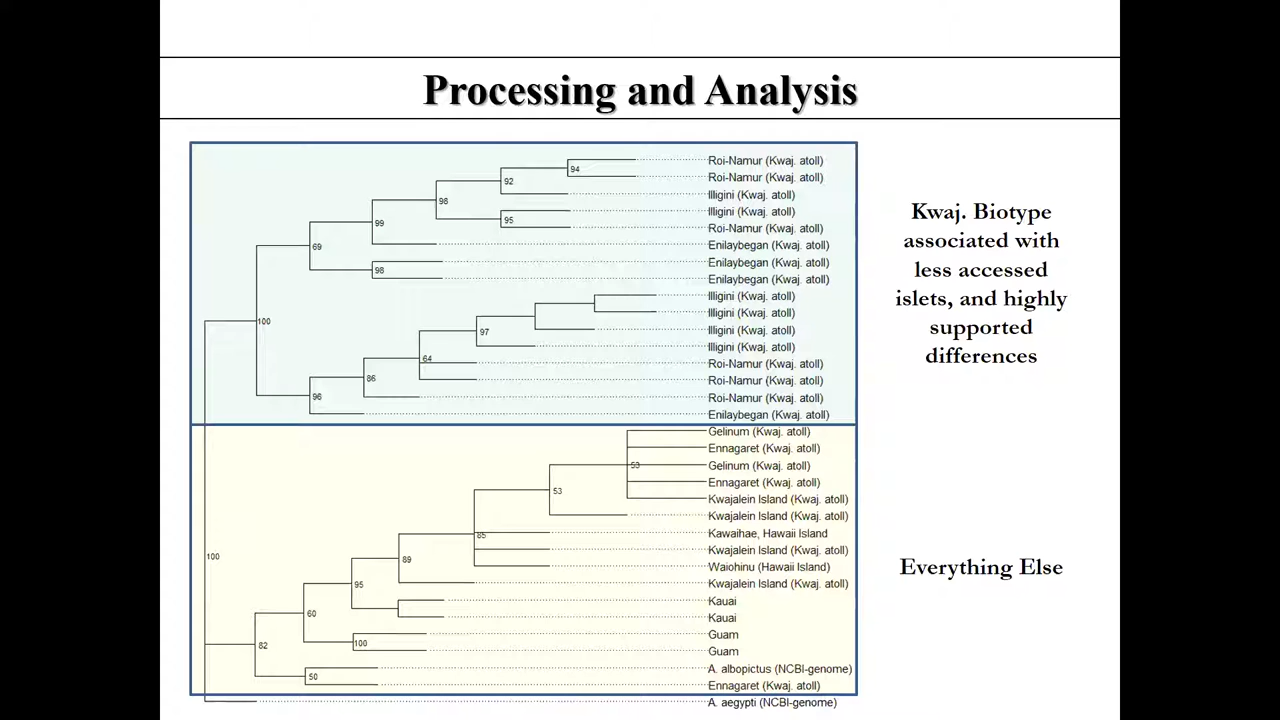 Processing and Analysis
Roi-Namur (Kwaj. atoll)
94
Roi-Namur (Kwaj. atoll)
92
Illigini (Kwaj. atoll)
98
Illigini (Kwaj. atoll)
95
99
Roi-Namur (Kwaj. atoll)
69
Enilaybegan (Kwaj. atoll)
Enilaybegan (Kwaj. atoll)
98
Enilaybegan (Kwaj. atoll)
Illigini (Kwaj. atoll)
Illigini (Kwaj. atoll)
100
97
Illigini (Kwaj. atoll)
Illigini (Kwaj. atoll)
64
Roi-Namur (Kwaj. atoll)
86
Roi-Namur (Kwaj. atoll)
96
Roi-Namur (Kwaj. atoll)
Enilaybegan (Kwaj. atoll)
Kwaj. Biotype
associated with
less accessed
islets, and highly
supported
differences
Gelinum (Kwaj. atoll)
Ennagaret (Kwaj. atoll)
59
Gelinum (Kwaj. atoll)
Ennagaret (Kwaj. atoll)
53
Kwajalein Island (Kwaj. atoll)
Kwajalein Island (Kwaj. atoll)
85
Kawaihae, Hawaii Island
Kwajalein Island (Kwaj. atoll)
100
89
Waiohinu (Hawaii Island)
95
Kwajalein Island (Kwaj. atoll)
Kauai
60
Kauai
Guam
100
82
Guam
A. albopictus (NCBI-genome)
50
Ennagaret (Kwaj. atoll)
A. aegypti (NCBI-genome)
Everything Else